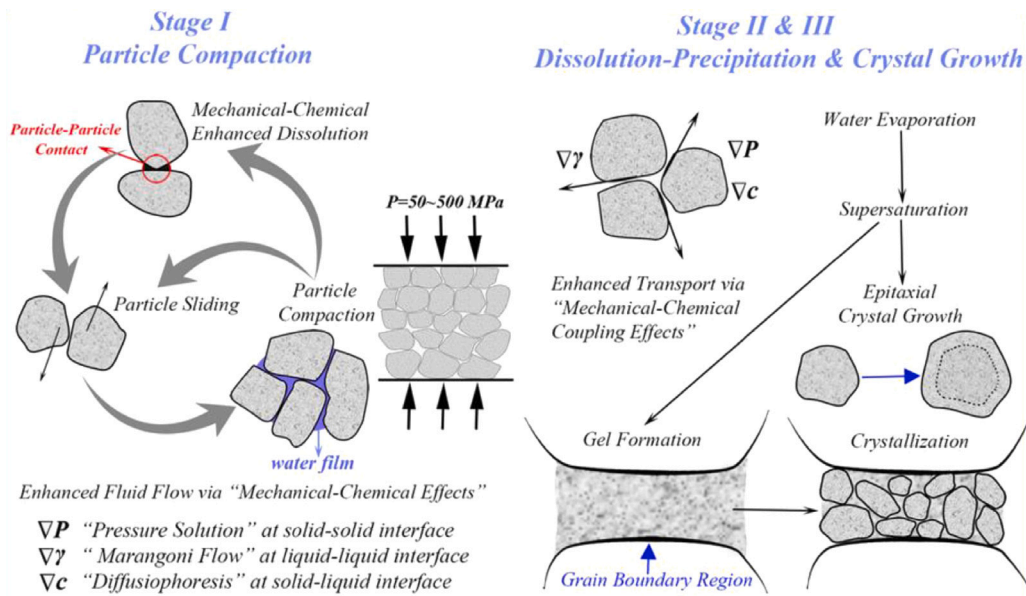 Stage I
Particle Compaction
Mechanical-Chemical
Enhanced Dissolution
Particle-Particle
Contact
P=50~500 MPa
Particle Sliding
Particle
Compaction
water film
Enhanced Fluid Flow via “Mechanical-Chemical Effects”
∇P “Pressure Solution” at solid-solid interface
∇γ “ Marangoni Flow” at liquid-liquid interface
∇c “Diffusiophoresis” at solid-liquid interface
Stage II & III
Dissolution-Precipitation & Crystal Growth
∇γ
∇P
∇c
Water Evaporation
Supersaturation
Enhanced Transport via
“Mechanical-Chemical
Coupling Effects”
Epitaxial
Crystal Growth
Gel Formation
Crystallization
Grain Boundary Region